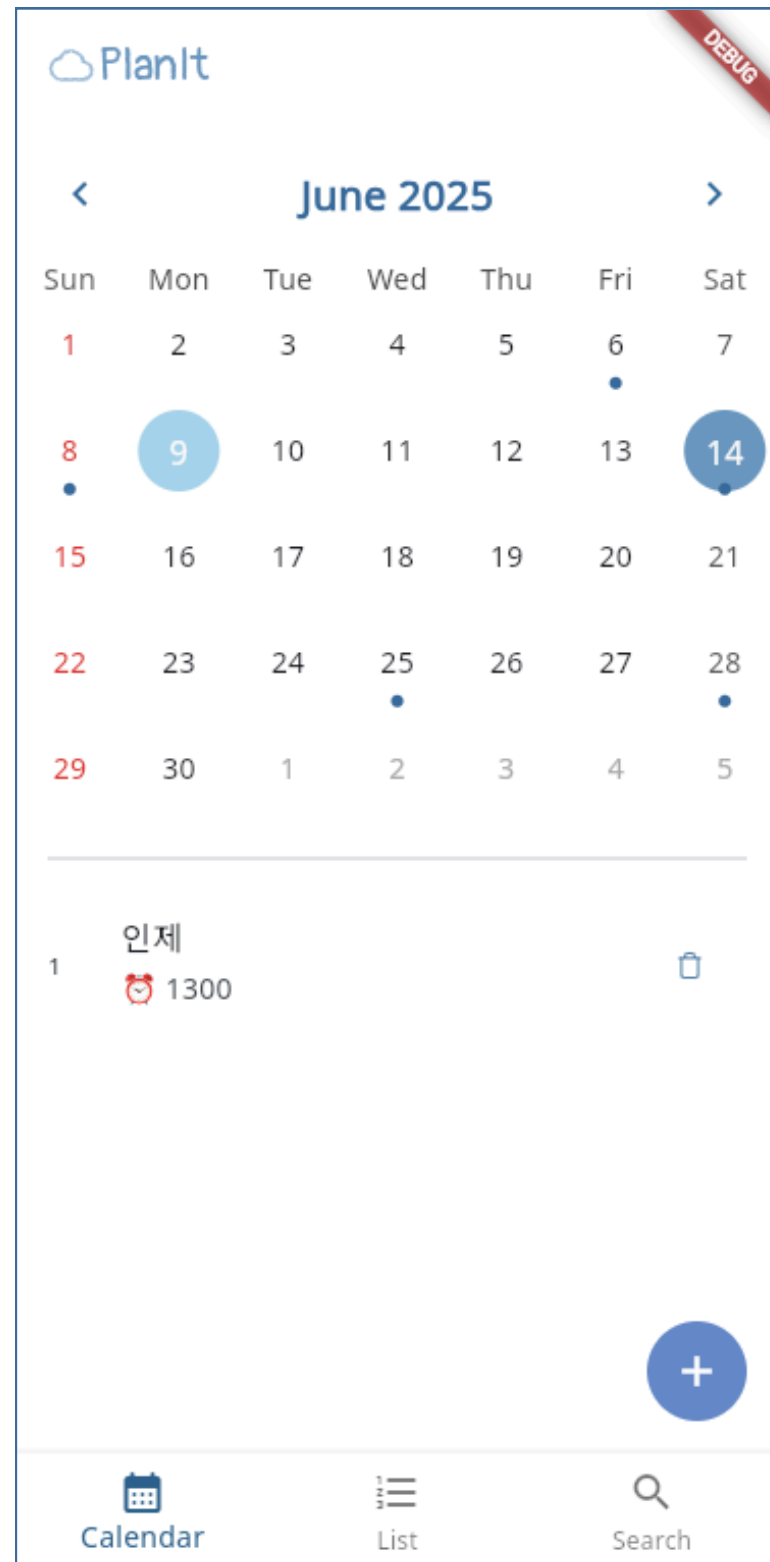 PlanIt
DEBUG
June 2025
Sun Mon Tue Wed Thu Fri Sat
1 2 3 4 5 6 7
8 9 10 11 12 13 14
15 16 17 18 19 20 21
22 23 24 25 26 27 28
29 30 1 2 3 4 5
인제
1
⏰ 1300
Calendar List Search